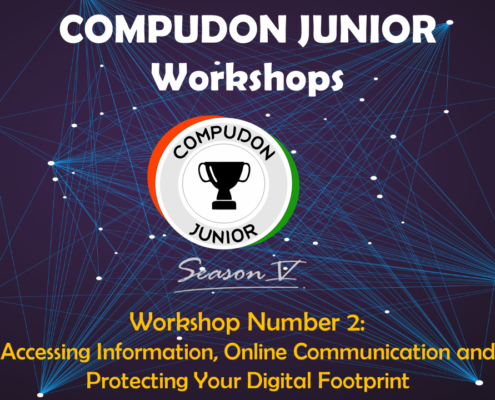 COMPUDON JUNIOR
Workshops
COMPUDON
JUNIOR
Season V
Workshop Number 2:
Accessing Information, Online Communication and
Protecting Your Digital Footprint